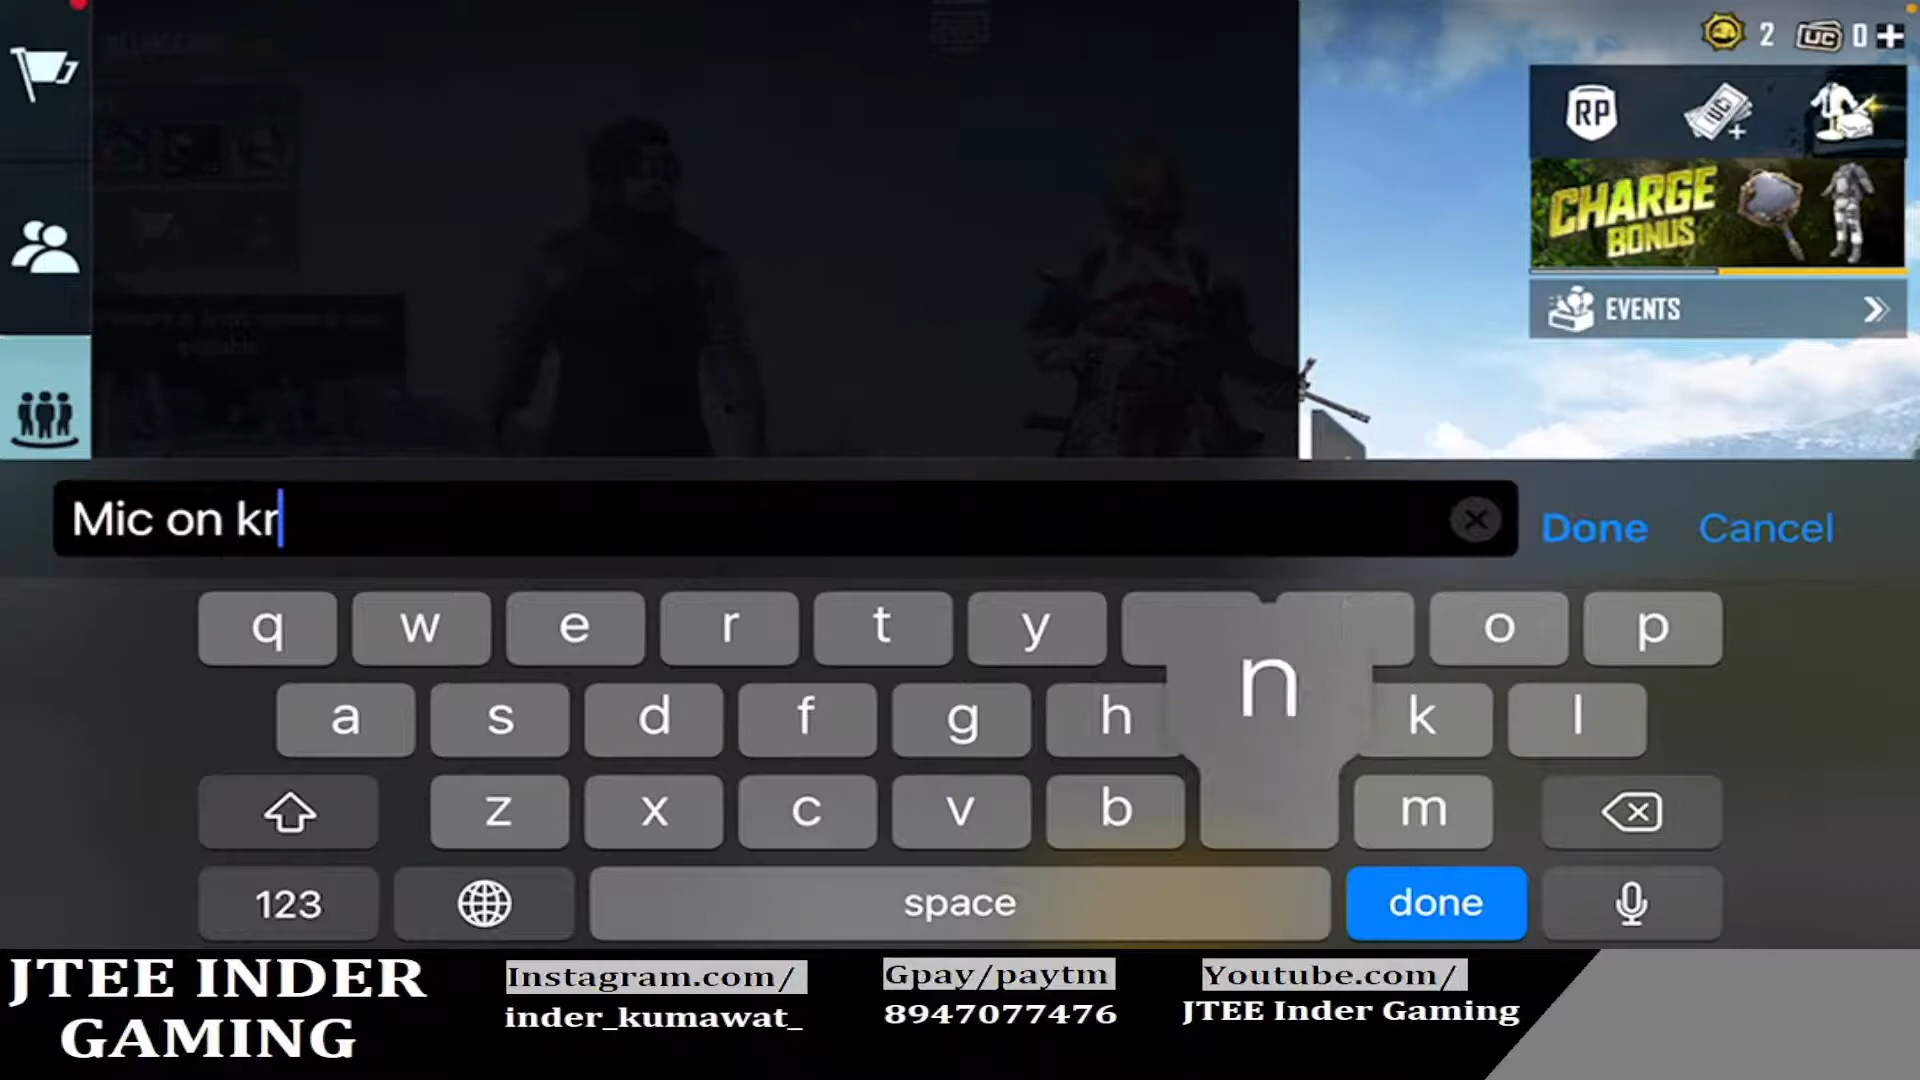 2 UC 0
RP
UC
CHARGE
BONUS
EVENTS
Mic on kr
Done Cancel
q w e r t y o p
n
a s d f g h k l
z x c v b m
123 space done
JTEE INDER
GAMING
Instagram.com/
inder_kumawat_
Gpay/paytm
8947077476
Youtube.com/
JTEE Inder Gaming